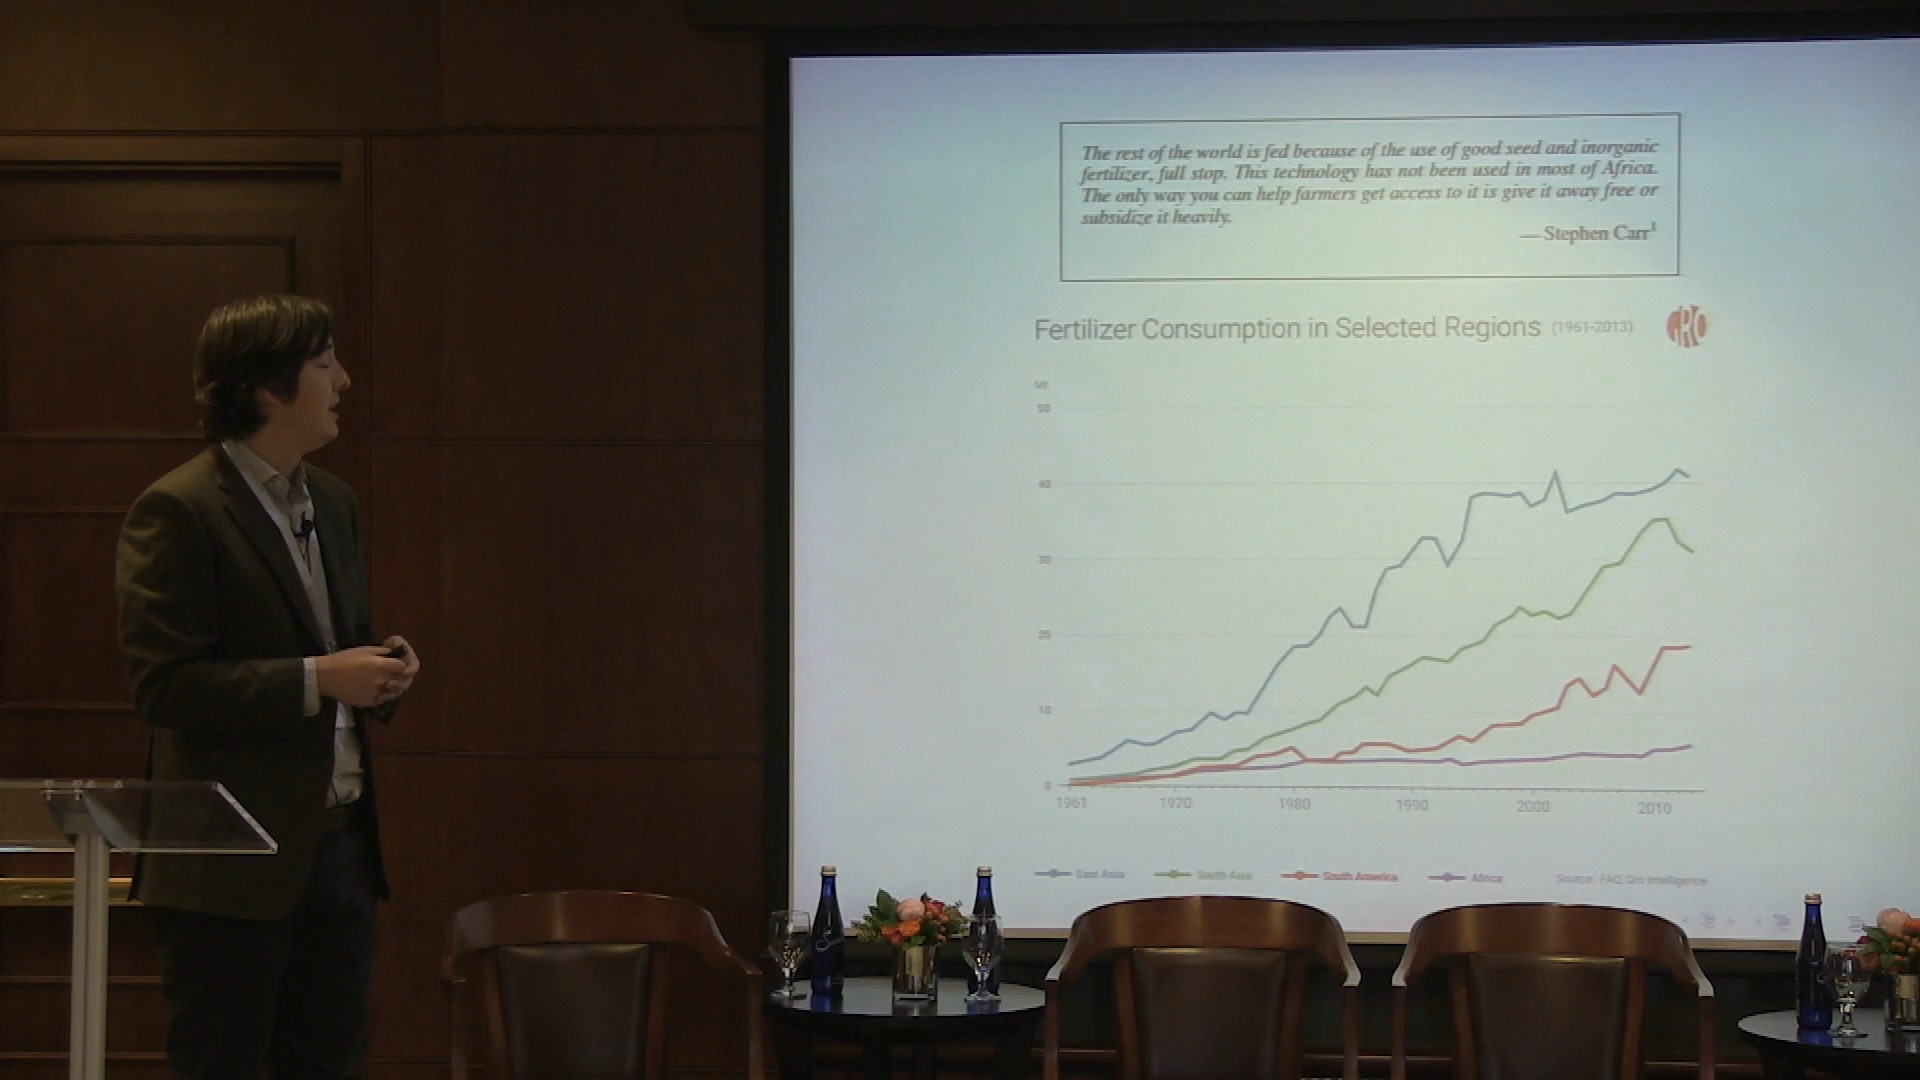 The rest of the world is fed because of the use of good seed and inorganic
fertilizer, full stop. This technology has not been used in most of Africa.
The only way you can help farmers get access to it is give it away free or
subsidize it heavily.
— Stephen Carr¹
Fertilizer Consumption in Selected Regions (1961-2013)
GRO
50
40
30
20
10
0
1961 1970 1980 1990 2000 2010
East Asia South Asia South America Africa Source: FAO, Gro Intelligence